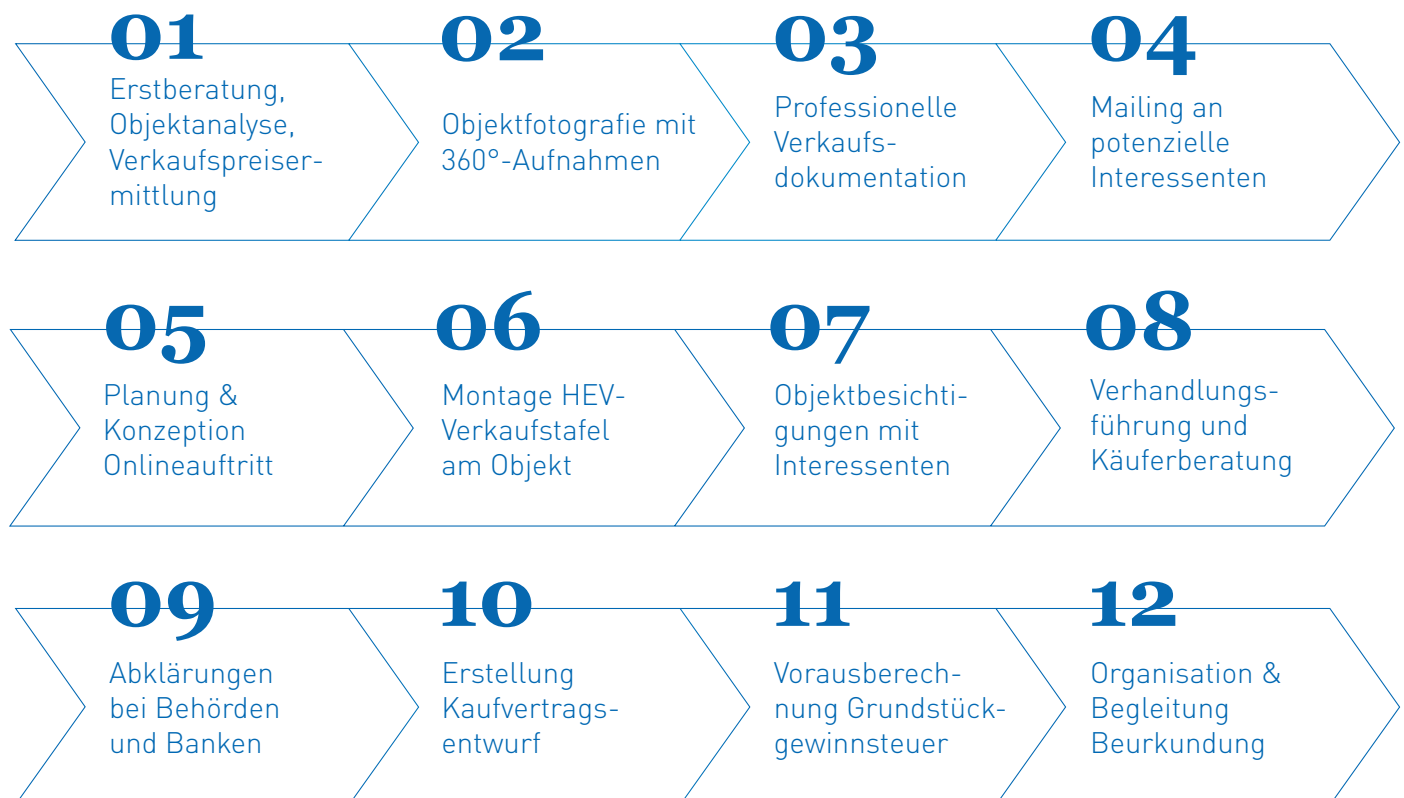 01
Erstberatung,
Objektanalyse,
Verkaufspreiser-
mittlung
02
Objektfotografie mit
360°-Aufnahmen
03
Professionelle
Verkaufs-
dokumentation
04
Mailing an
potenzielle
Interessenten
05
Planung &
Konzeption
Onlineauftritt
06
Montage HEV-
Verkaufstafel
am Objekt
07
Objektbesichti-
gungen mit
Interessenten
08
Verhandlungs-
führung und
Käuferberatung
09
Abklärungen
bei Behörden
und Banken
10
Erstellung
Kaufvertrags-
entwurf
11
Vorausberech-
nung Grundstück-
gewinnsteuer
12
Organisation &
Begleitung
Beurkundung